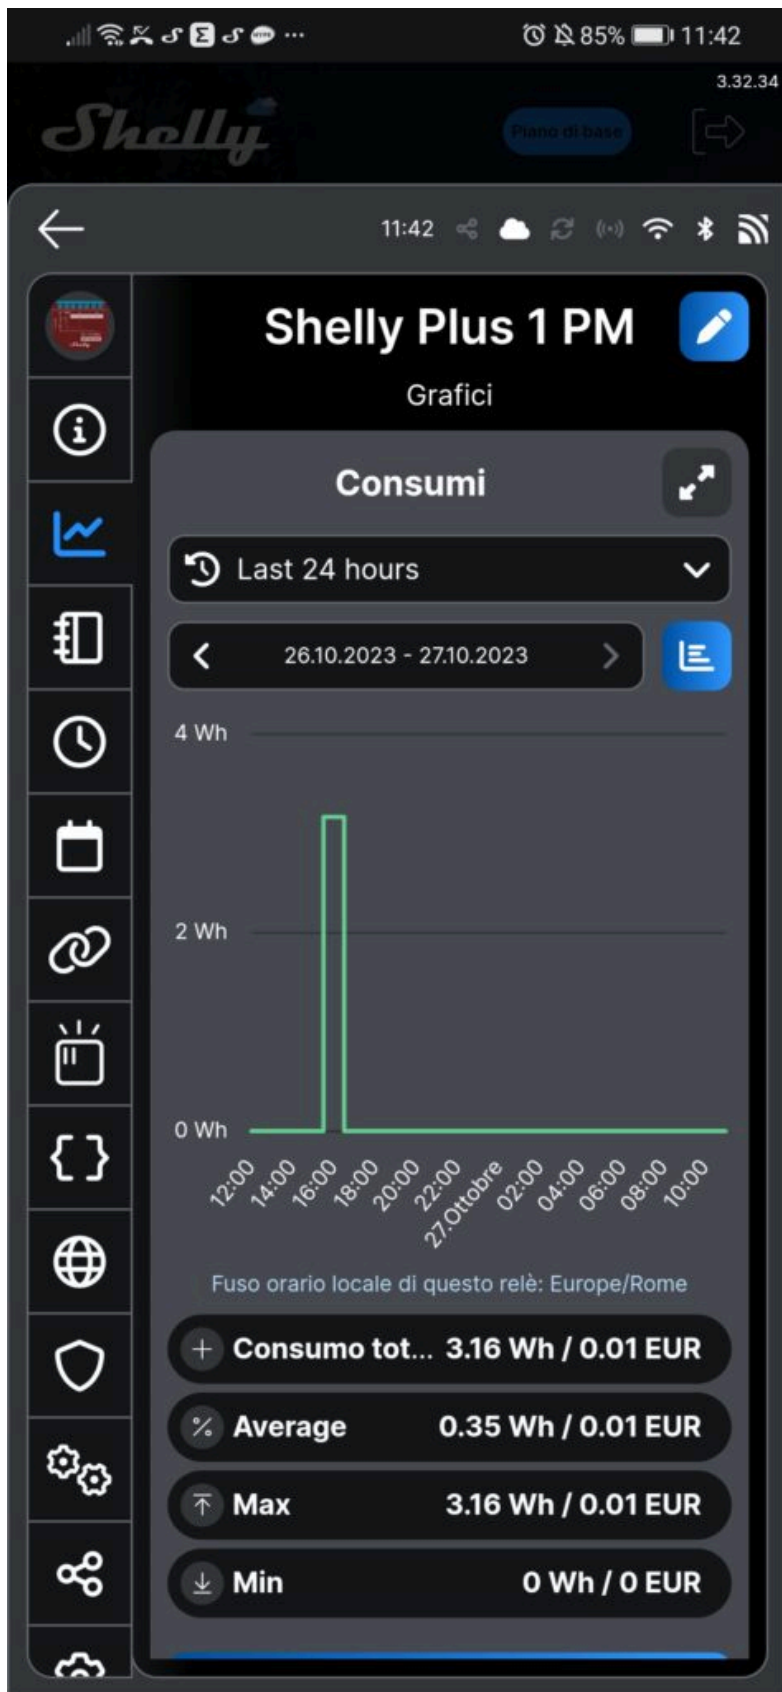 85% 11:42
3.32.34
Shelly
Piano di base
11:42
Shelly Plus 1 PM
Grafici
Consumi
Last 24 hours
26.10.2023 - 27.10.2023
4 Wh
2 Wh
0 Wh
12:00 14:00 16:00 18:00 20:00 22:00 27.Ottobre 02:00 04:00 06:00 08:00 10:00
Fuso orario locale di questo relè: Europe/Rome
Consumo tot... 3.16 Wh / 0.01 EUR
Average 0.35 Wh / 0.01 EUR
Max 3.16 Wh / 0.01 EUR
Min 0 Wh / 0 EUR